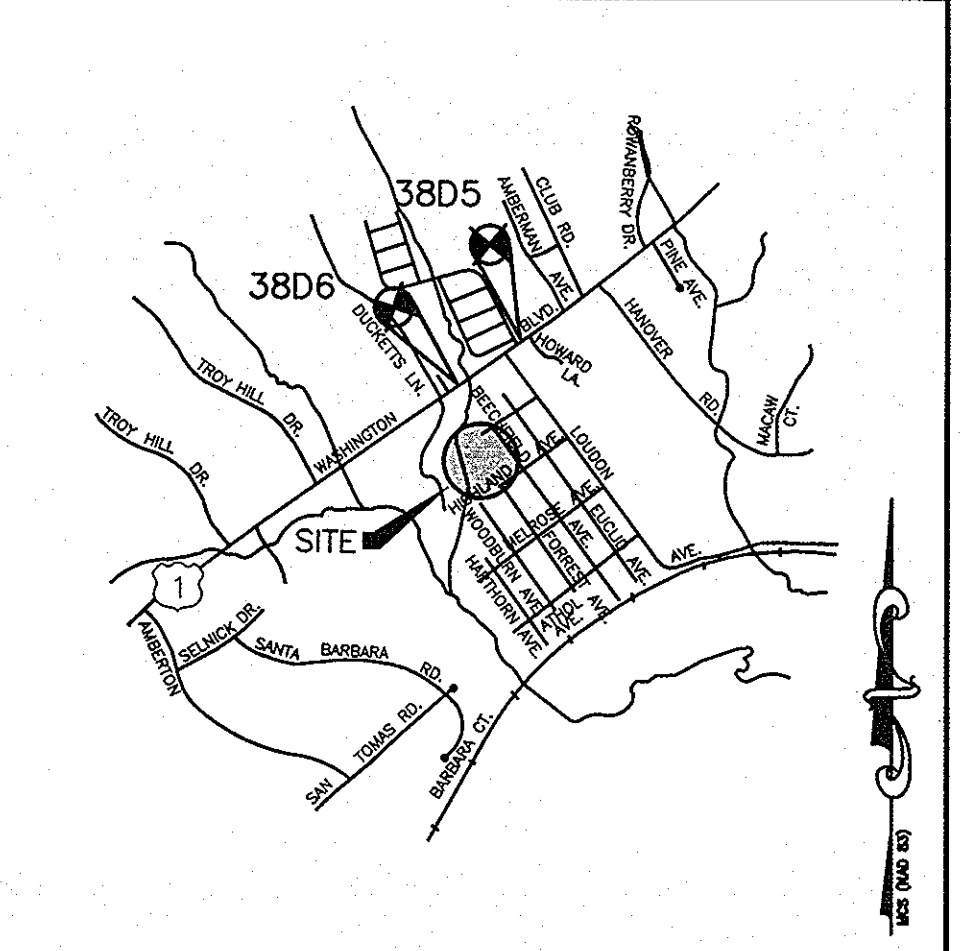 ROWANBERRY DR.
CLUB RD.
AMBERMAN AVE.
38D5
PINE AVE.
38D6
BLVD.
HANOVER RD.
DUCKETTS LN.
HOWARD LA.
TROY HILL DR.
TROY HILL DR.
WASHINGTON
MACAW CT.
BEECHFIELD AVE.
LOUDON AVE.
HIGHLAND
MELROSE AVE.
EUCLID AVE.
SITE
WOODBURN AVE.
FORREST AVE.
HARTHORN AVE.
ATHOL AVE.
1
SELNICK DR.
AMBERTON
SANTA BARBARA RD.
SAN TOMAS RD.
BARBARA CT.
(NAD 83)